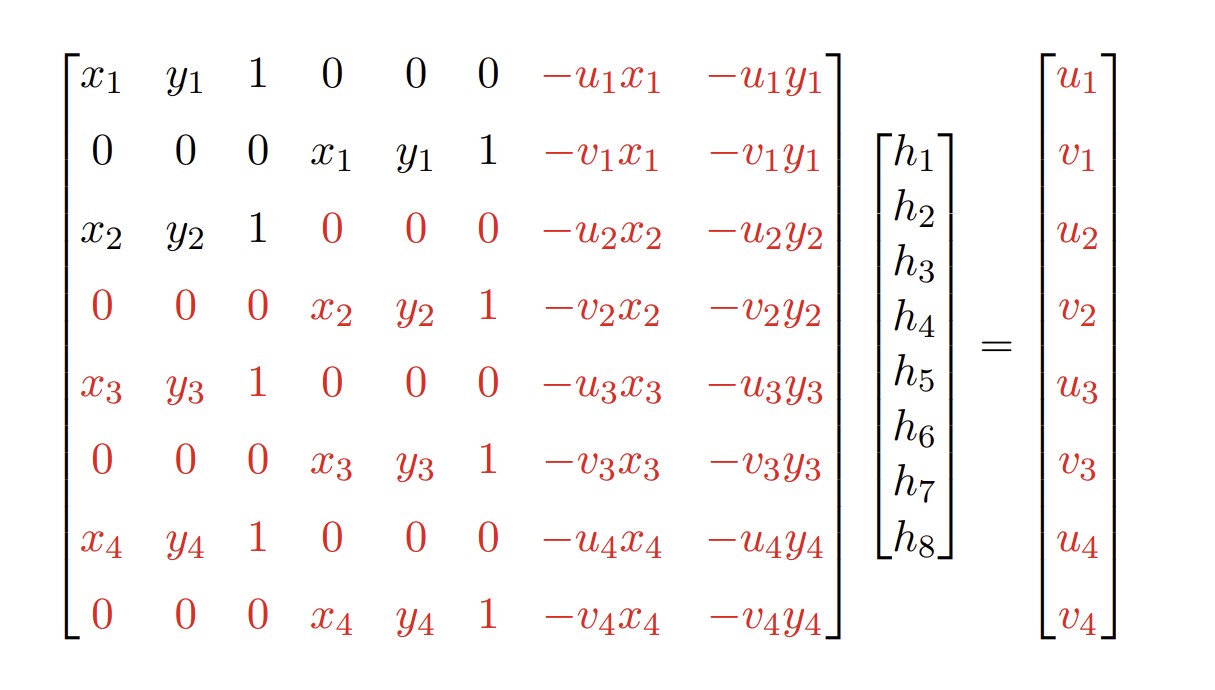 x₁ y₁ 1 0 0 0 −u₁x₁ −u₁y₁ u₁
0 0 0 x₁ y₁ 1 −v₁x₁ −v₁y₁ h₁ v₁
x₂ y₂ 1 0 0 0 −u₂x₂ −u₂y₂ h₂ u₂
h₃
0 0 0 x₂ y₂ 1 −v₂x₂ −v₂y₂ h₄ v₂
=
x₃ y₃ 1 0 0 0 −u₃x₃ −u₃y₃ h₅ u₃
h₆
0 0 0 x₃ y₃ 1 −v₃x₃ −v₃y₃ h₇ v₃
x₄ y₄ 1 0 0 0 −u₄x₄ −u₄y₄ h₈ u₄
0 0 0 x₄ y₄ 1 −v₄x₄ −v₄y₄ v₄